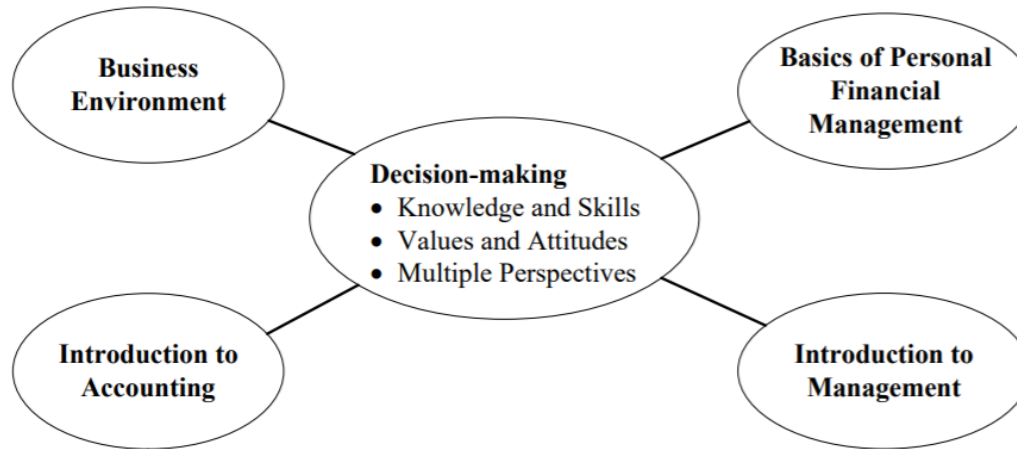 Business
Environment
Basics of Personal
Financial
Management
Decision-making
• Knowledge and Skills
• Values and Attitudes
• Multiple Perspectives
Introduction to
Accounting
Introduction to
Management